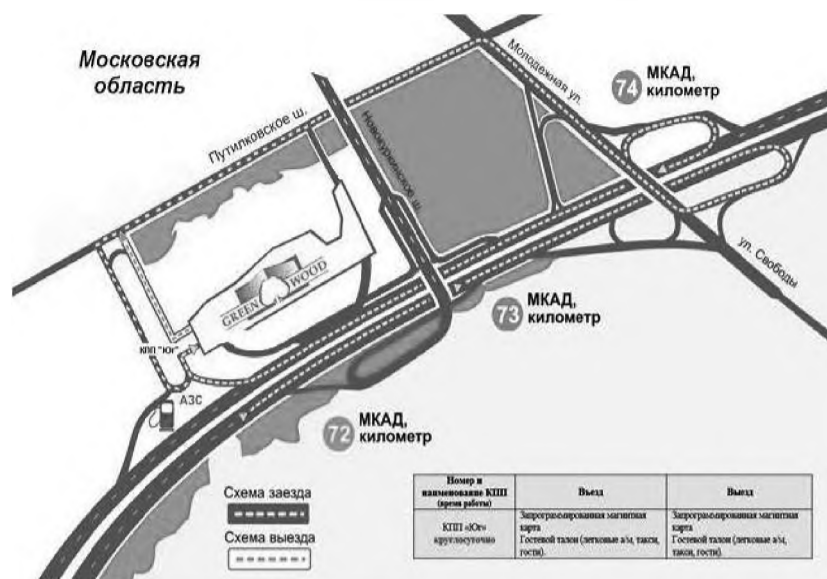 Московская
область
Молодежная ул.
74
МКАД,
километр
Путилковское ш.
Новокуркинское ш.
GREEN WOOD
КПП "Юг"
АЗС
ул. Свободы
73
МКАД,
километр
72
МКАД,
километр
Схема заезда
Схема выезда
Номер и
наименование КПП
(время работы)
Въезд
Выезд
КПП «Юг»
круглосуточно
Запрограммированная магнитная
карта
Гостевой талон (легковые а/м, такси,
гости).
Запрограммированная магнитная
карта
Гостевой талон (легковые а/м,
такси, гости).